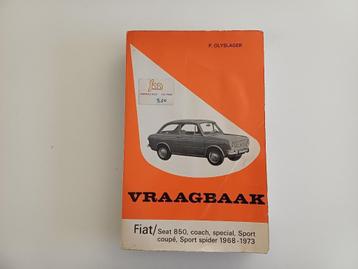 P. OLYSLAGER
VRAAGBAAK
Fiat/Seat 850, coach, special, Sport
coupé, Sport spider 1968-1973